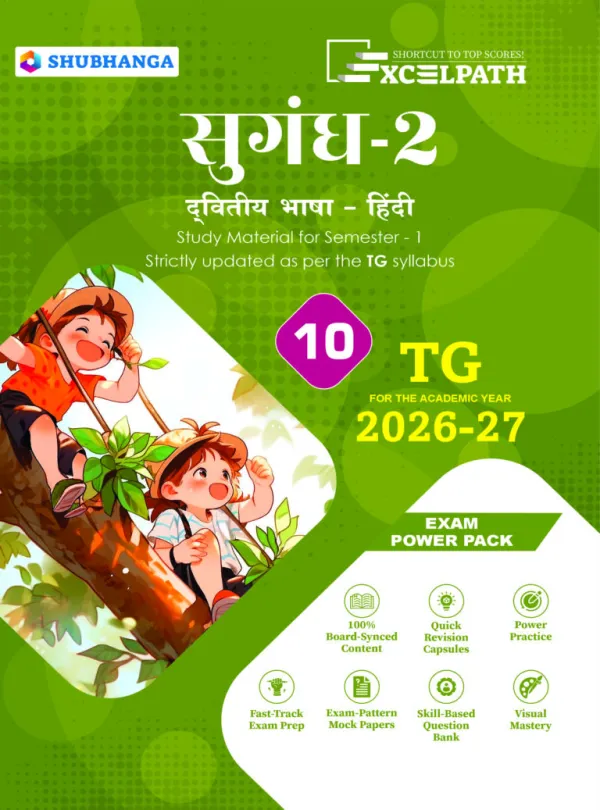 SHUBHANGA
SHORTCUT TO TOP SCORES!
EXCELPATH
सुगंध-2
द्वितीय भाषा – हिंदी
Study Material for Semester - 1
Strictly updated as per the TG syllabus
10
TG
FOR THE ACADEMIC YEAR
2026-27
EXAM
POWER PACK
100%
Board-Synced
Content
Quick
Revision
Capsules
Power
Practice
Fast-Track
Exam Prep
Exam-Pattern
Mock Papers
Skill-Based
Question
Bank
Visual
Mastery